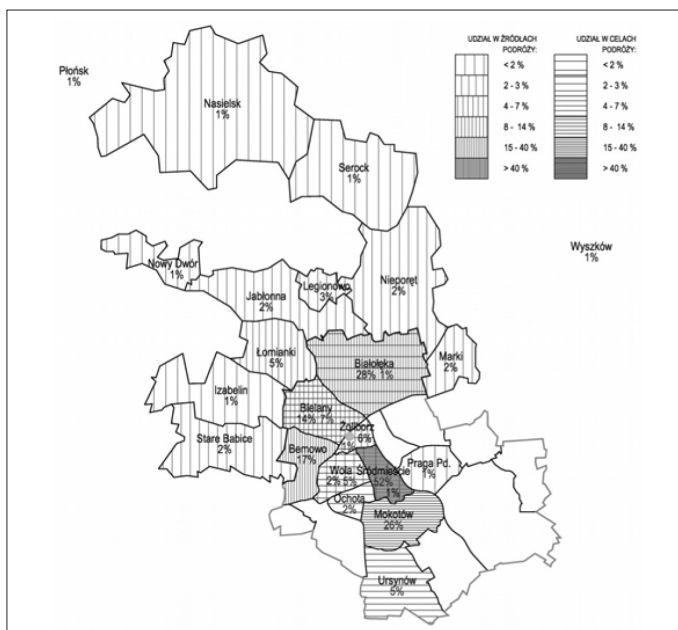 UDZIAŁ W ŹRÓDŁACH
PODRÓŻY:
< 2 %
2 - 3 %
4 - 7 %
8 - 14 %
15 - 40 %
> 40 %
UDZIAŁ W CELACH
PODRÓŻY:
< 2 %
2 - 3 %
4 - 7 %
8 - 14 %
15 - 40 %
> 40 %
Płońsk
1%
Nasielsk
1%
Serock
1%
Wyszków
1%
Nowy Dwór
1%
Legionowo
3%
Nieporęt
2%
Jabłonna
2%
Łomianki
5%
Białołęka
28% 1%
Marki
2%
Izabelin
1%
Bielany
14% 7%
Żoliborz
1% 6%
Stare Babice
2%
Bemowo
17%
Wola
2% 5%
Śródmieście
52%
1%
Praga Pd.
1%
Ochota
2%
Mokotów
26%
Ursynów
5%